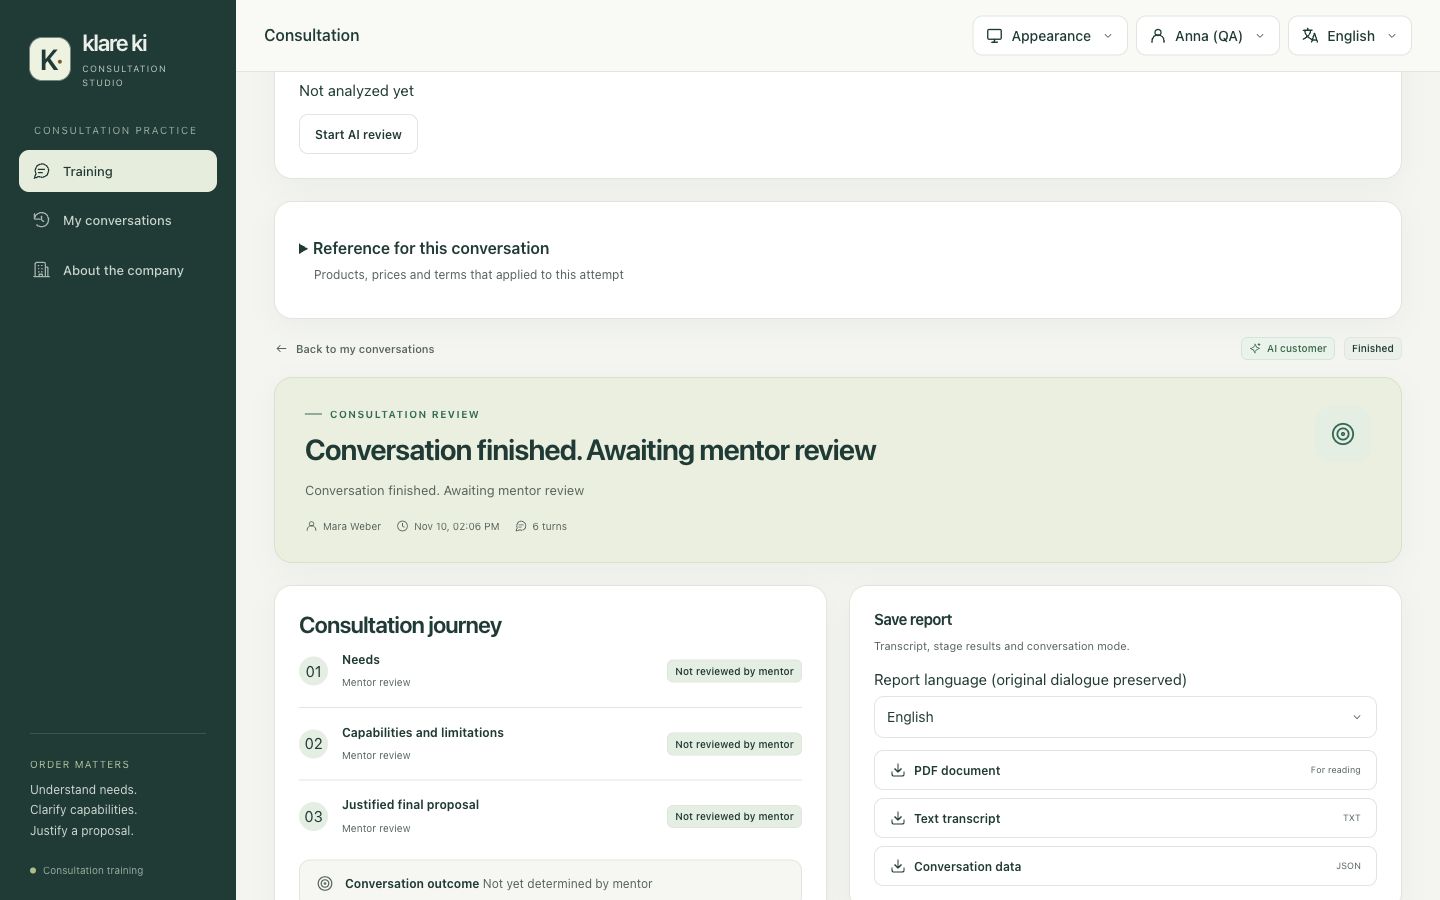 K.
klare ki
CONSULTATION
STUDIO
CONSULTATION PRACTICE
Training
My conversations
About the company
ORDER MATTERS
Understand needs.
Clarify capabilities.
Justify a proposal.
Consultation training
Consultation
Appearance
Anna (QA)
English
Not analyzed yet
Start AI review
Reference for this conversation
Products, prices and terms that applied to this attempt
Back to my conversations
AI customer
Finished
CONSULTATION REVIEW
Conversation finished. Awaiting mentor review
Conversation finished. Awaiting mentor review
Mara Weber
Nov 10, 02:06 PM
6 turns
Consultation journey
01
Needs
Mentor review
Not reviewed by mentor
02
Capabilities and limitations
Mentor review
Not reviewed by mentor
03
Justified final proposal
Mentor review
Not reviewed by mentor
Conversation outcome Not yet determined by mentor
Save report
Transcript, stage results and conversation mode.
Report language (original dialogue preserved)
English
PDF document
For reading
Text transcript
TXT
Conversation data
JSON